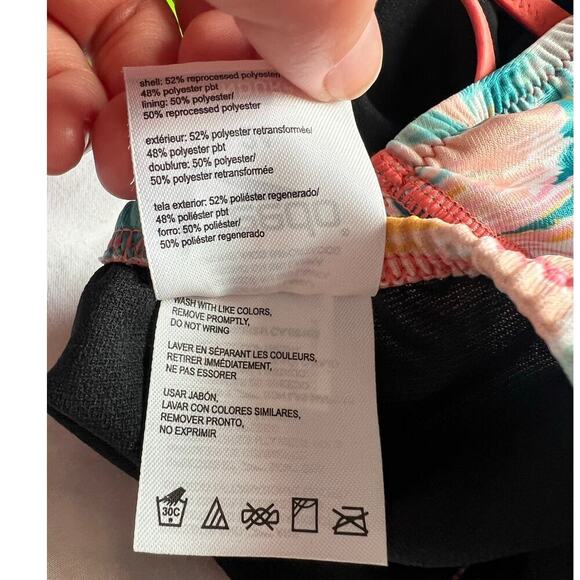 shell: 52% reprocessed polyester/
48% polyester pbt
lining: 50% polyester/
50% reprocessed polyester
extérieur: 52% polyester retransformée/
48% polyester pbt
doublure: 50% polyester/
50% polyester retransformée
tela exterior: 52% poliéster regenerado/
48% poliéster pbt
forro: 50% poliéster/
50% poliéster regenerado
WASH WITH LIKE COLORS,
REMOVE PROMPTLY,
DO NOT WRING
LAVER EN SÉPARANT LES COULEURS,
RETIRER IMMÉDIATEMENT,
NE PAS ESSORER
USAR JABÓN,
LAVAR CON COLORES SIMILARES,
REMOVER PRONTO,
NO EXPRIMIR
30C